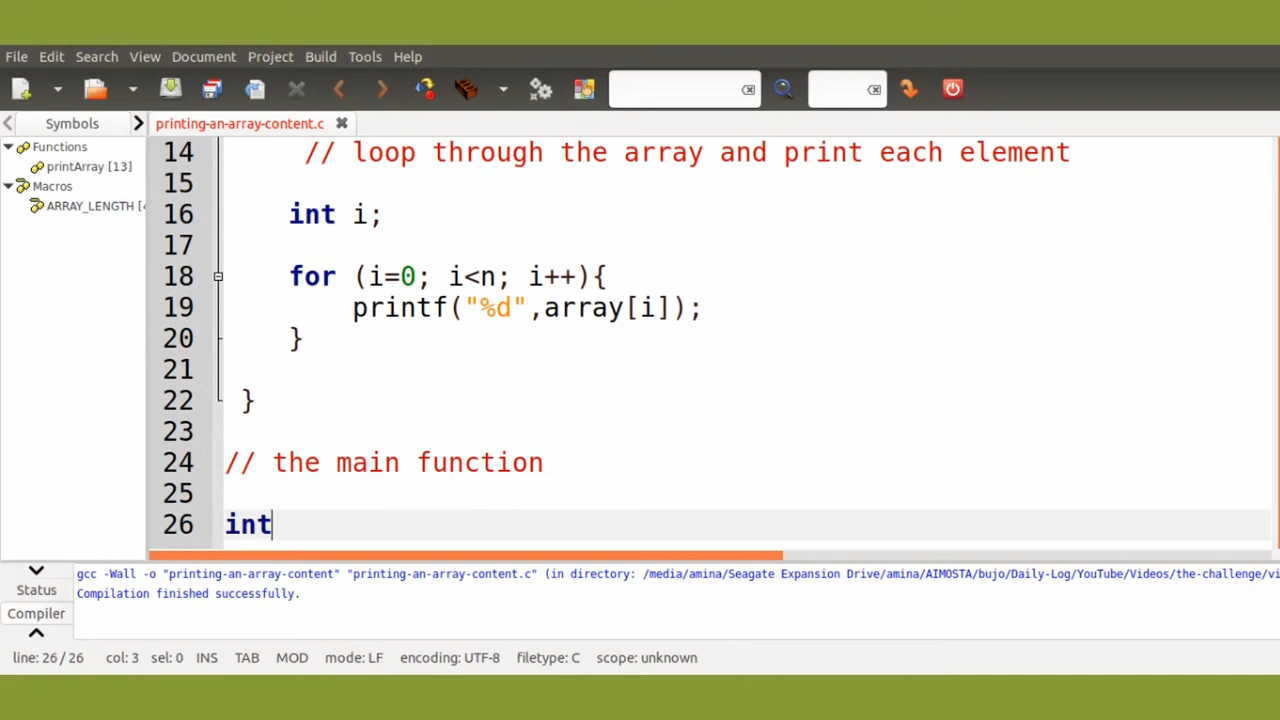 File Edit Search View Document Project Build Tools Help
Symbols printing-an-array-content.c
Functions
printArray [13]
Macros
ARRAY_LENGTH [
14 // loop through the array and print each element
15
16 int i;
17
18 for (i=0; i<n; i++){
19 printf("%d",array[i]);
20 }
21
22 }
23
24 // the main function
25
26 int
Status
Compiler
gcc -Wall -o "printing-an-array-content" "printing-an-array-content.c" (in directory: /media/amina/Seagate Expansion Drive/amina/AIMOSTA/bujo/Daily-Log/YouTube/Videos/the-challenge/vi
Compilation finished successfully.
line: 26 / 26 col: 3 sel: 0 INS TAB MOD mode: LF encoding: UTF-8 filetype: C scope: unknown